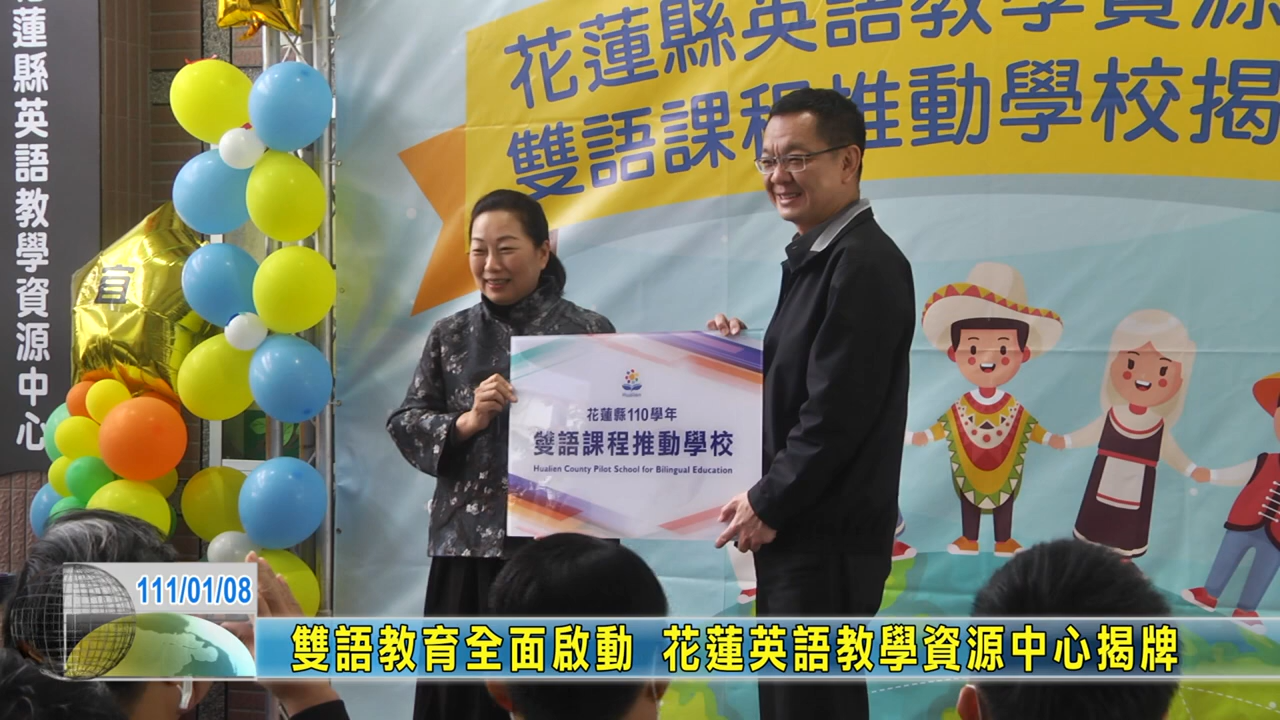 花蓮縣英語教學資源中心
宣
花蓮縣英語教學資源
雙語課程推動學校揭
Hualien
花蓮縣110學年
雙語課程推動學校
Hualien County Pilot School for Bilingual Education
111/01/08
雙語教育全面啟動 花蓮英語教學資源中心揭牌